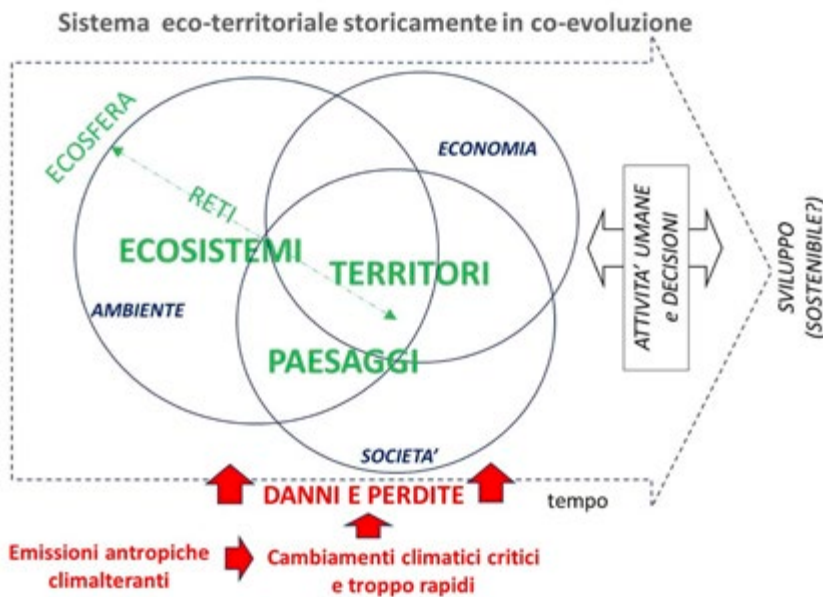 Sistema eco-terriale storicamente in co-evoluzione
ECOSFERA
RETI
ECONOMIA
ECOSISTEMI
TERRITORI
AMBIENTE
PAESAGGI
SOCIETA'
ATTIVITA' UMANE
e DECISIONI
SVILUPPO
(SOSTENIBILE?)
DANNI E PERDITE
tempo
Emissioni antropiche
climalteranti
Cambiamenti climatici critici
e troppo rapidi